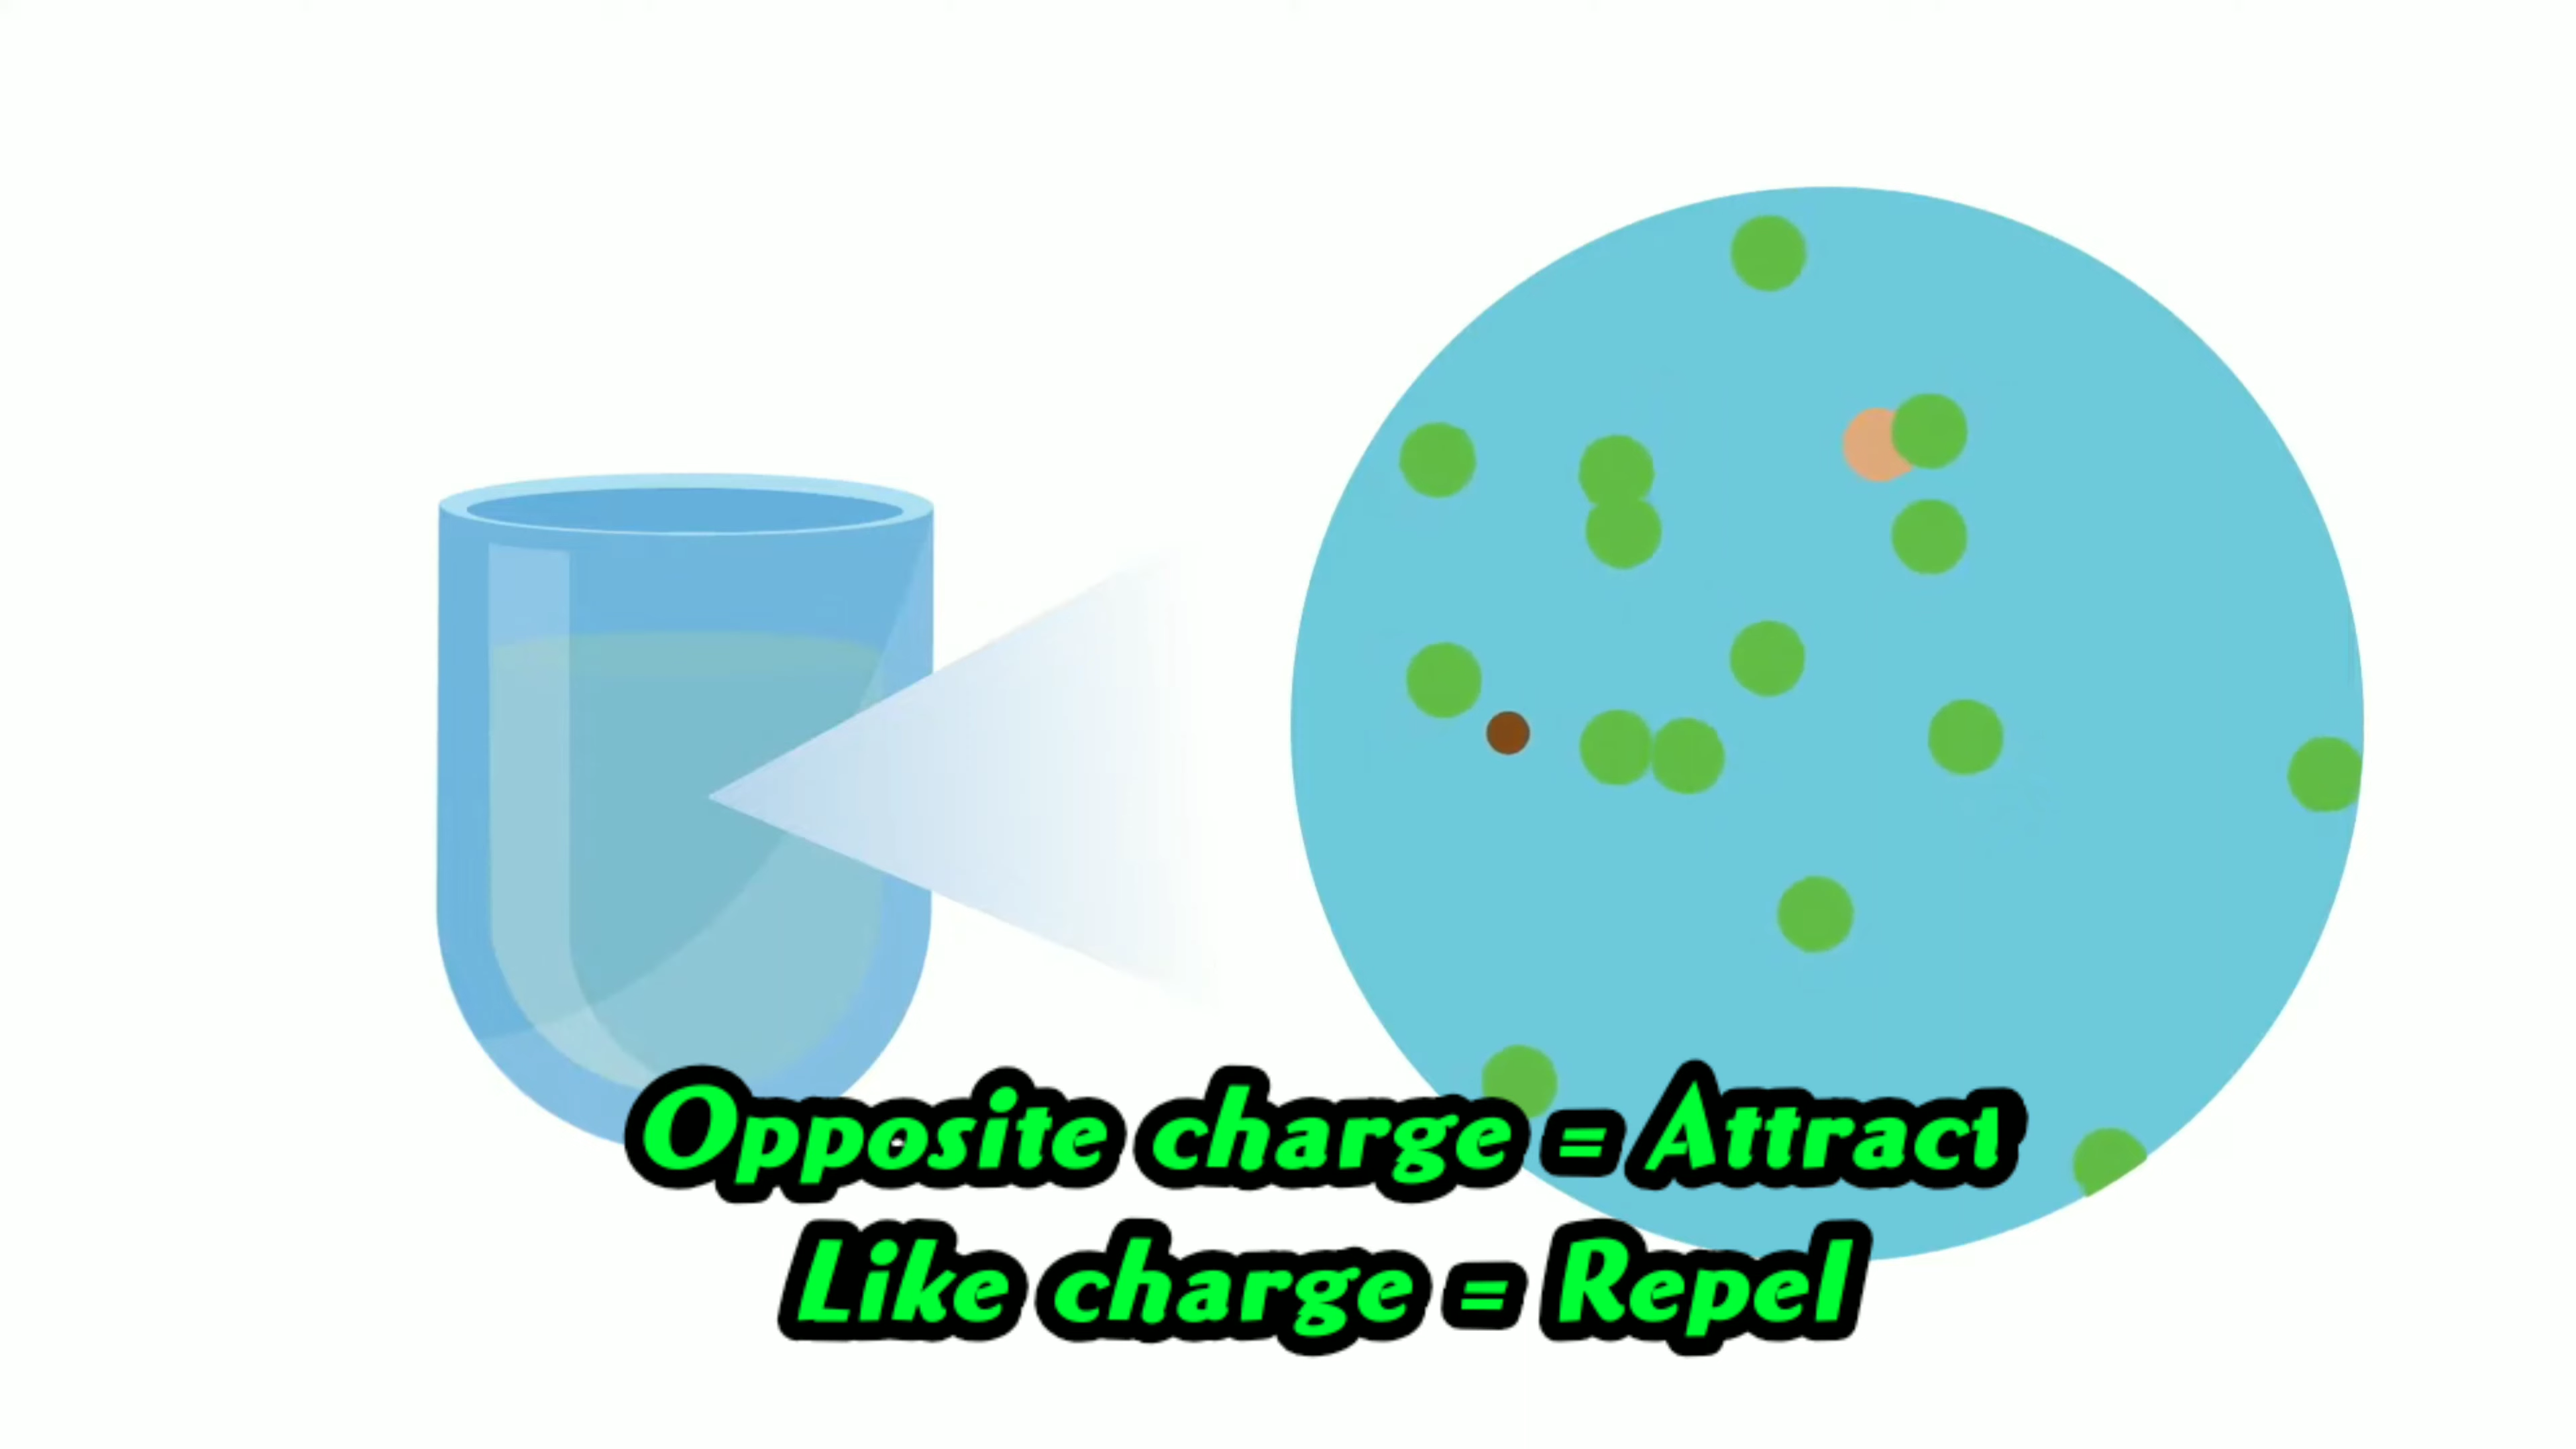 Opposite charge = Attract
Like charge = Repel